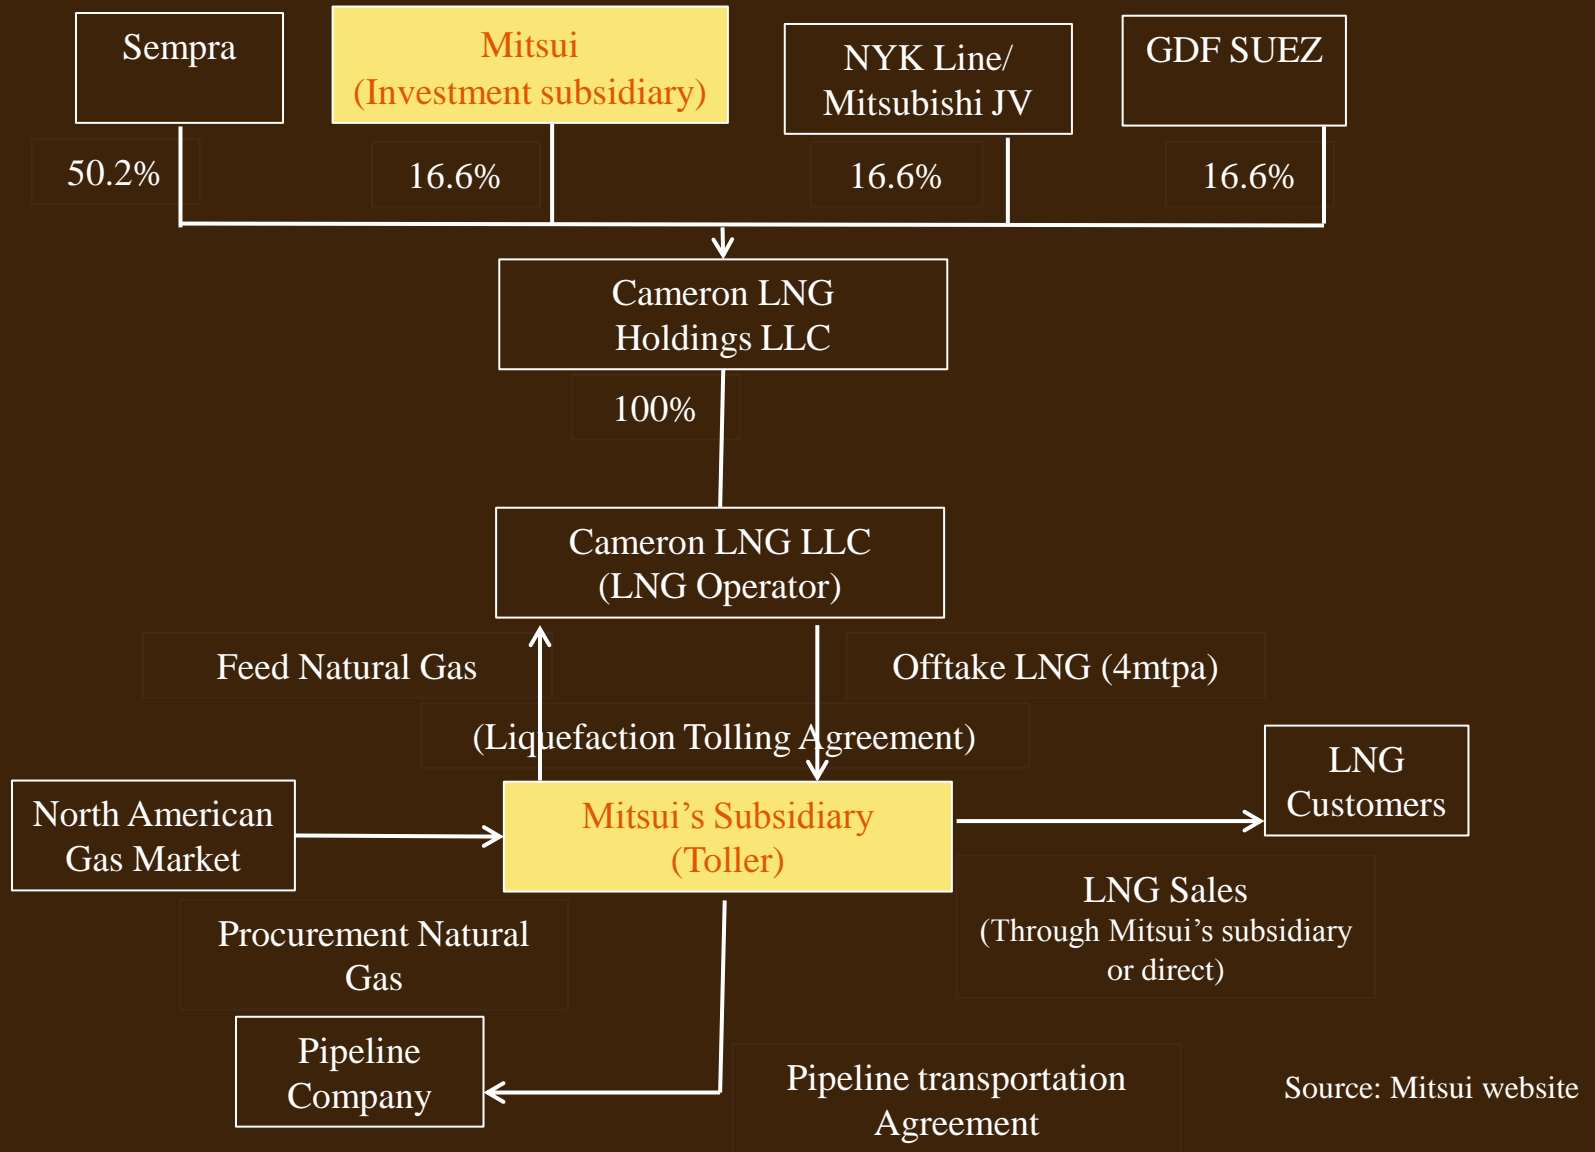 Sempra
Mitsui
(Investment subsidiary)
NYK Line/
Mitsubishi JV
GDF SUEZ
50.2%
16.6%
16.6%
16.6%
Cameron LNG
Holdings LLC
100%
Cameron LNG LLC
(LNG Operator)
Feed Natural Gas
Offtake LNG (4mtpa)
(Liquefaction Tolling Agreement)
North American
Gas Market
Mitsui’s Subsidiary
(Toller)
LNG
Customers
Procurement Natural
Gas
LNG Sales
(Through Mitsui’s subsidiary
or direct)
Pipeline
Company
Pipeline transportation
Agreement
Source: Mitsui website